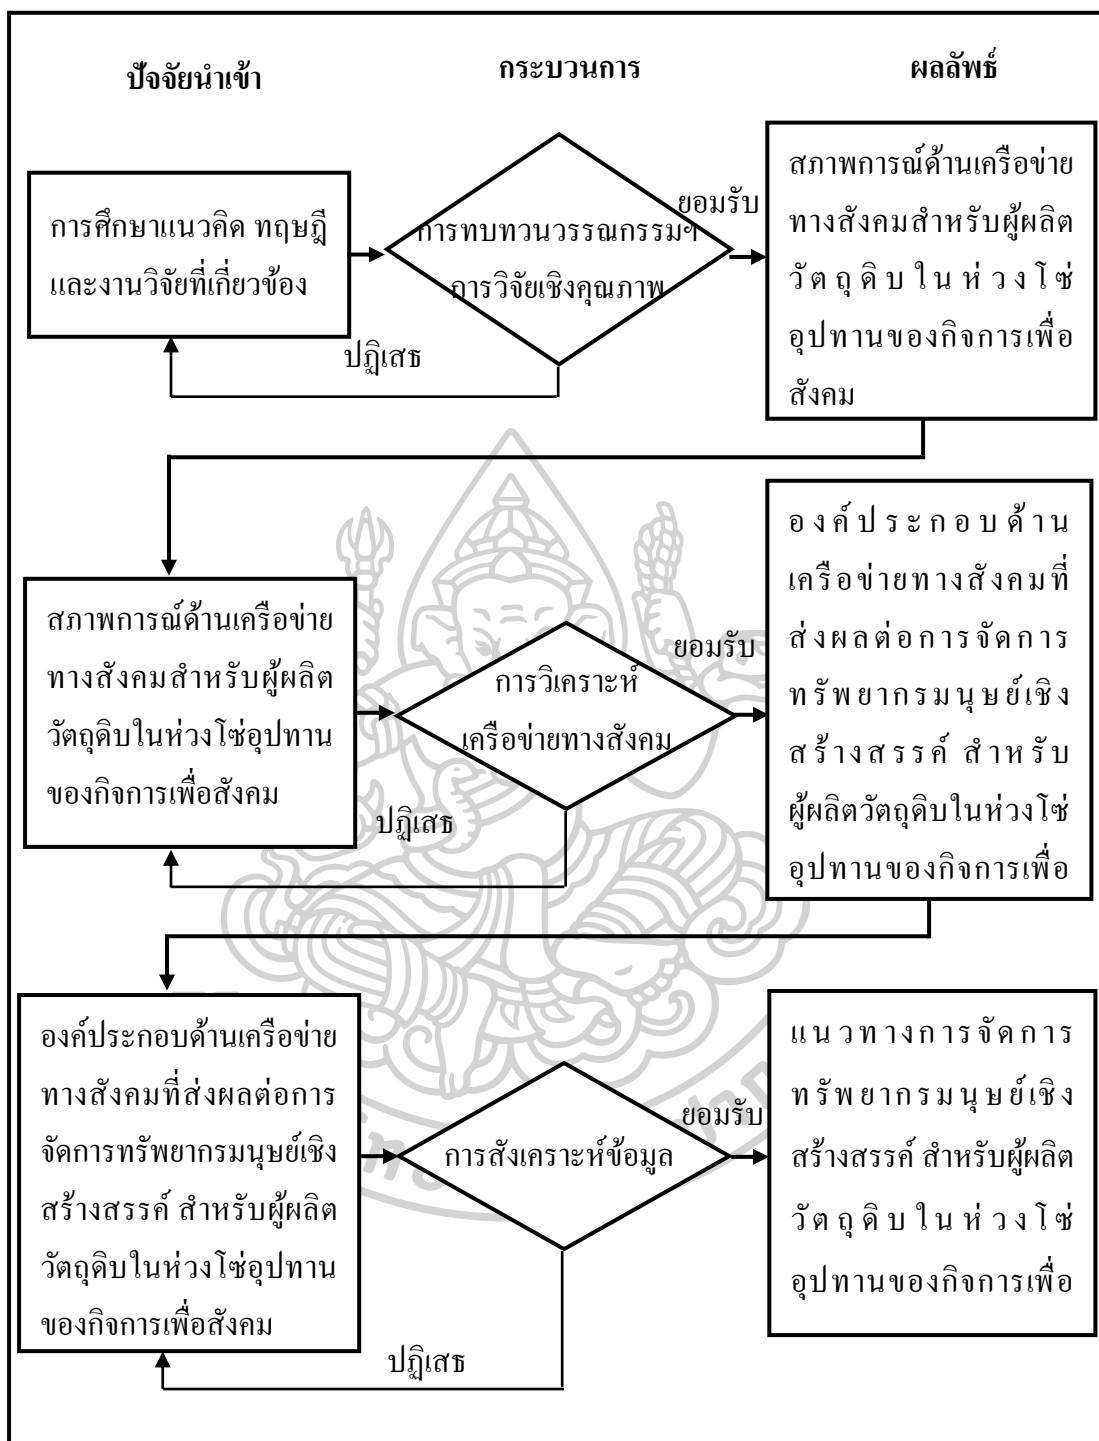 ปัจจัยนำเข้า
กระบวนการ
ผลลัพธ์
การศึกษาแนวคิด ทฤษฎี
และงานวิจัยที่เกี่ยวข้อง
การทบทวนวรรณกรรมฯ
การวิจัยเชิงคุณภาพ
ยอมรับ
ปฏิเสธ
สภาพการณ์ด้านเครือข่าย
ทางสังคมสำหรับผู้ผลิต
วัตถุดิบในห่วงโซ่
อุปทานของกิจการเพื่อ
สังคม
สภาพการณ์ด้านเครือข่าย
ทางสังคมสำหรับผู้ผลิต
วัตถุดิบในห่วงโซ่อุปทาน
ของกิจการเพื่อสังคม
การวิเคราะห์
เครือข่ายทางสังคม
ยอมรับ
ปฏิเสธ
องค์ประกอบด้าน
เครือข่ายทางสังคมที่
ส่งผลต่อการจัดการ
ทรัพยากรมนุษย์เชิง
สร้างสรรค์ สำหรับ
ผู้ผลิตวัตถุดิบในห่วงโซ่
อุปทานของกิจการเพื่อ
องค์ประกอบด้านเครือข่าย
ทางสังคมที่ส่งผลต่อการ
จัดการทรัพยากรมนุษย์เชิง
สร้างสรรค์ สำหรับผู้ผลิต
วัตถุดิบในห่วงโซ่อุปทาน
ของกิจการเพื่อสังคม
การสังเคราะห์ข้อมูล
ยอมรับ
ปฏิเสธ
แนวทางการจัดการ
ทรัพยากรมนุษย์เชิง
สร้างสรรค์ สำหรับผู้ผลิต
วัตถุดิบในห่วงโซ่
อุปทานของกิจการเพื่อ